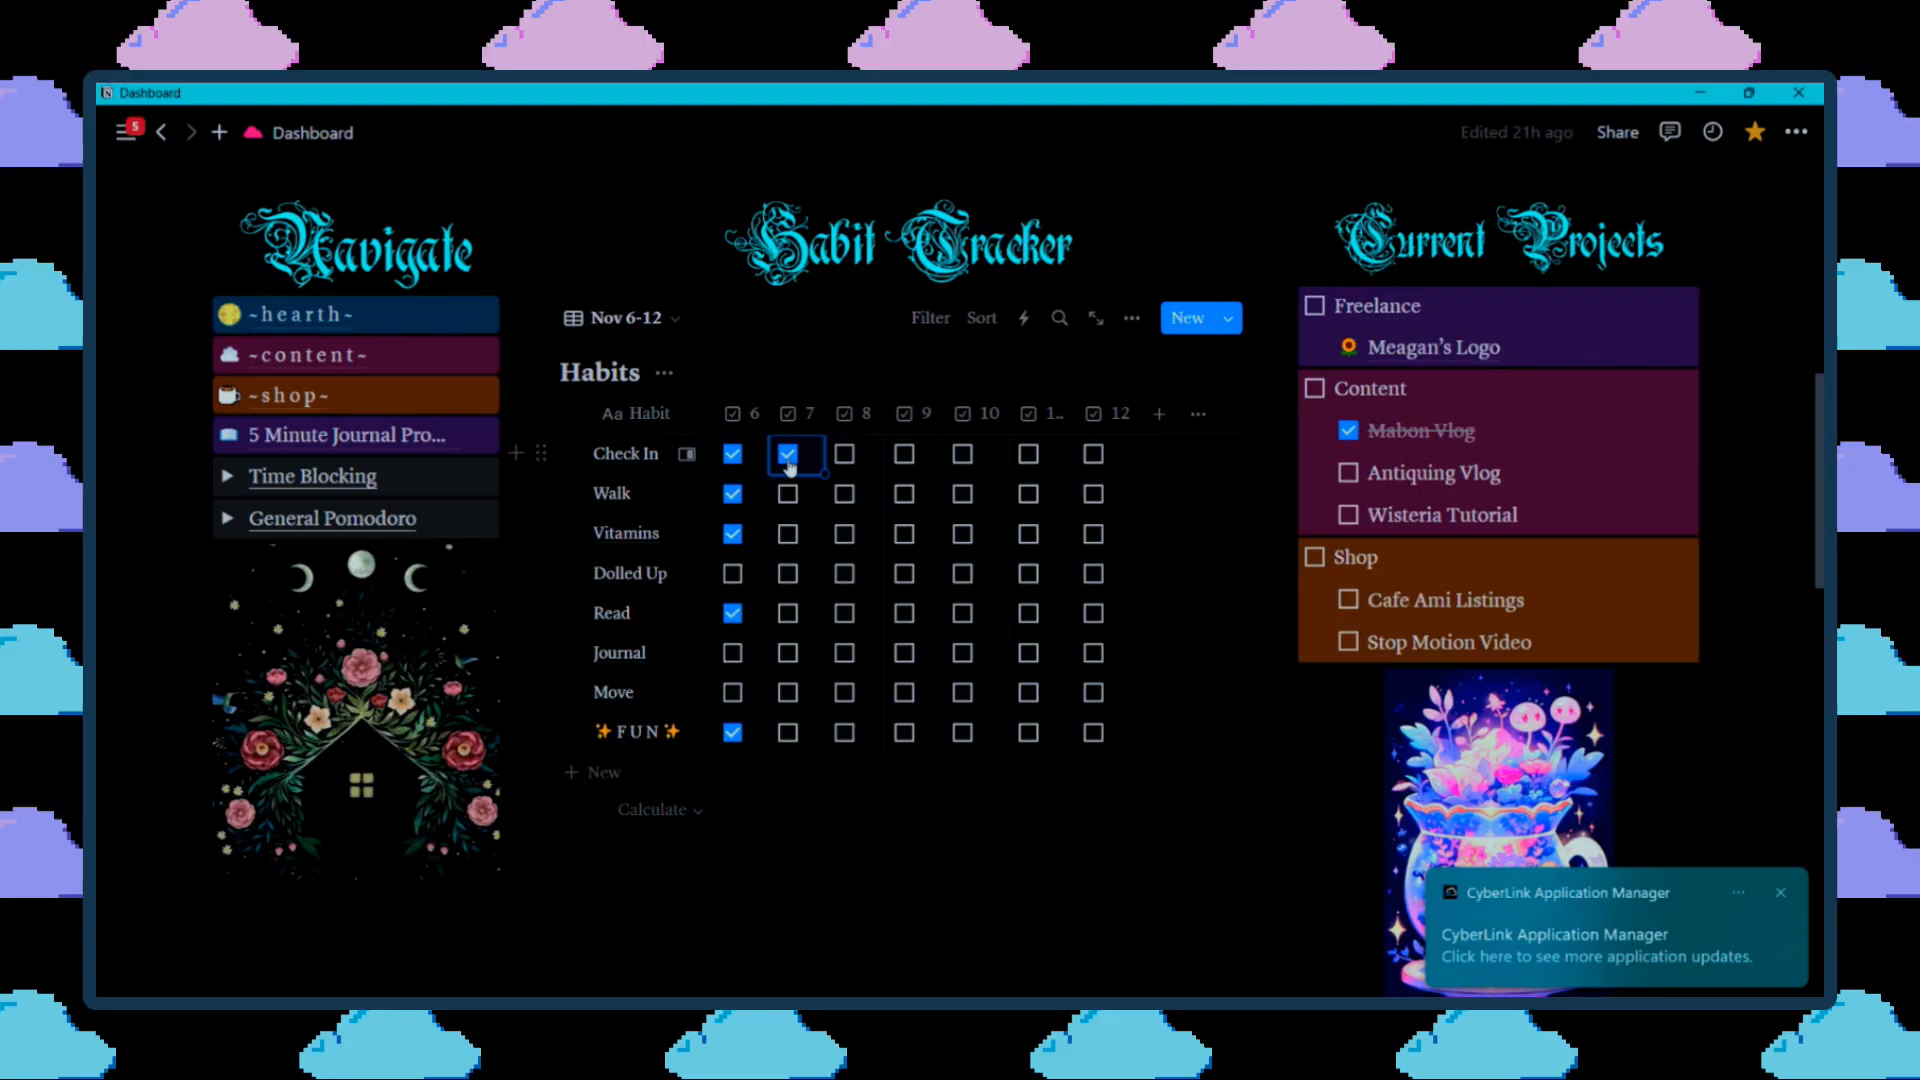 Dashboard
5
Dashboard
Edited 21h ago
Share
Navigate
~hearth~
~content~
~shop~
5 Minute Journal Pro...
Time Blocking
General Pomodoro
Habit Tracker
Nov 6-12
Filter Sort
New
Habits
Aa Habit 6 7 8 9 10 1.. 12
Check In
Walk
Vitamins
Dolled Up
Read
Journal
Move
✨FUN✨
+ New
Calculate
Current Projects
Freelance
Meagan's Logo
Content
Mabon Vlog
Antiquing Vlog
Wisteria Tutorial
Shop
Cafe Ami Listings
Stop Motion Video
CyberLink Application Manager
CyberLink Application Manager
Click here to see more application updates.